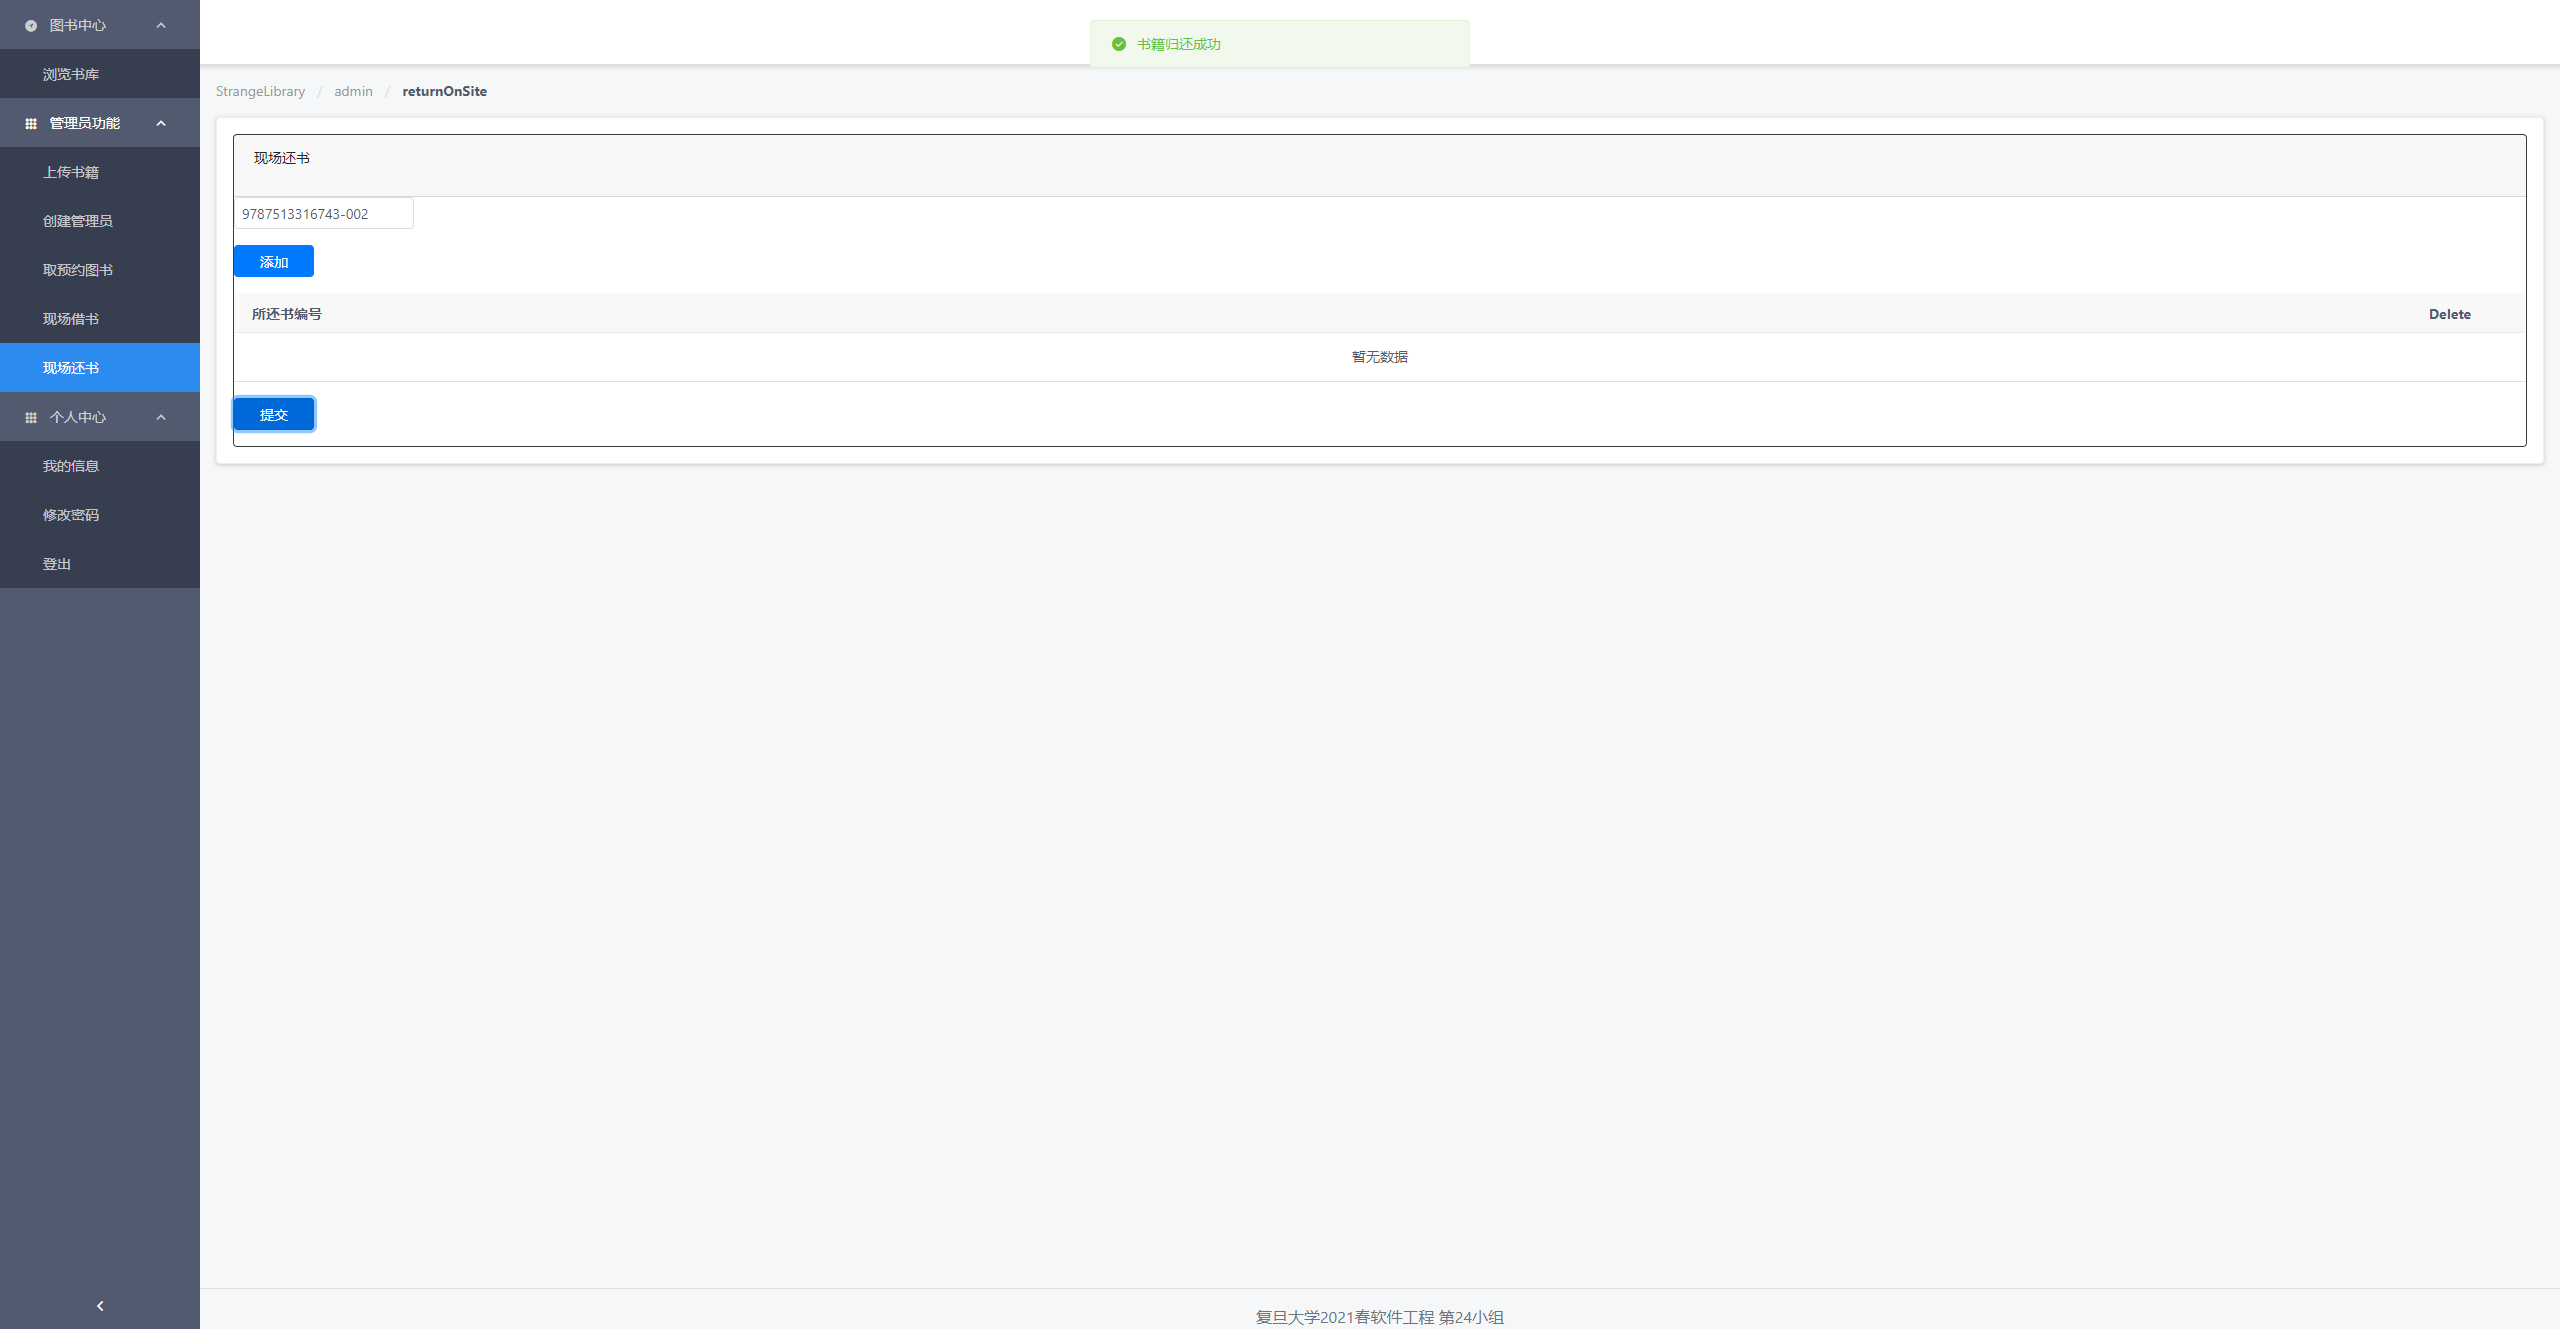 图书中心
浏览书库
管理员功能
上传书籍
创建管理员
取预约图书
现场借书
现场还书
个人中心
我的信息
修改密码
登出
书籍归还成功
StrangeLibrary / admin / returnOnSite
现场还书
9787513316743-002
添加
所还书编号 Delete
暂无数据
提交
复旦大学2021春软件工程 第24小组